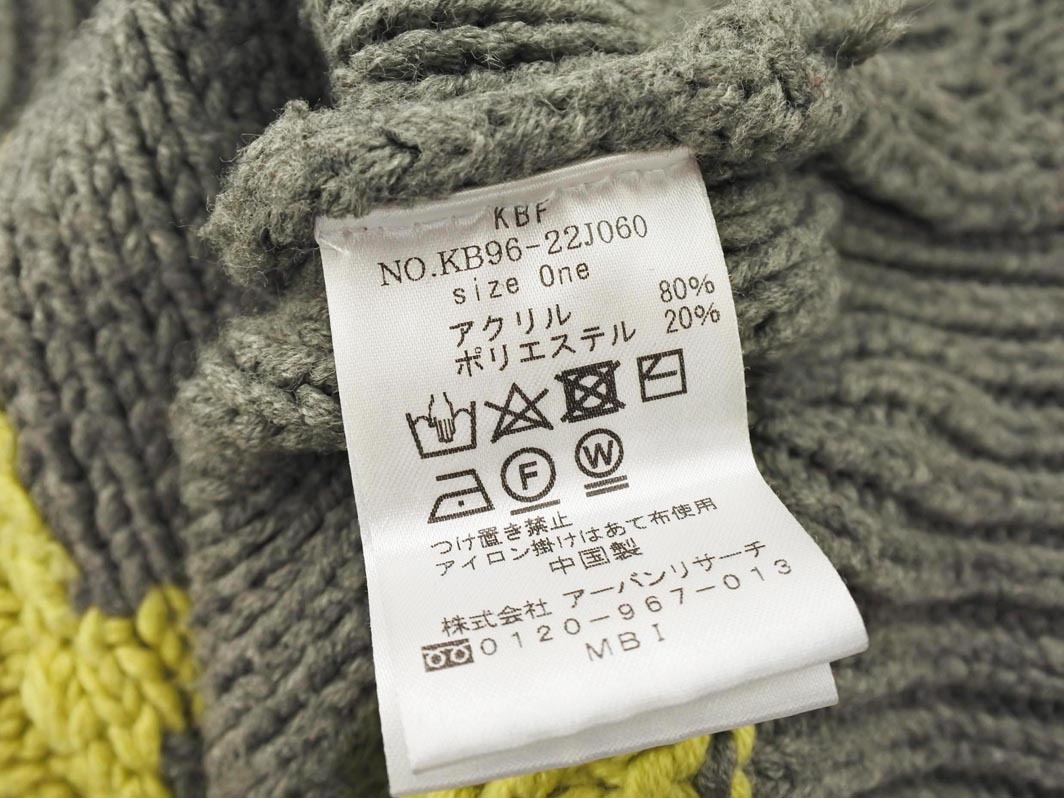 KBF
NO.KB96-22J060
size One
アクリル 80%
ポリエステル 20%
F W
つけ置き禁止
アイロン掛けはあて布使用
中国製
株式会社 アーバンリサーチ
0120-967-013
MBI